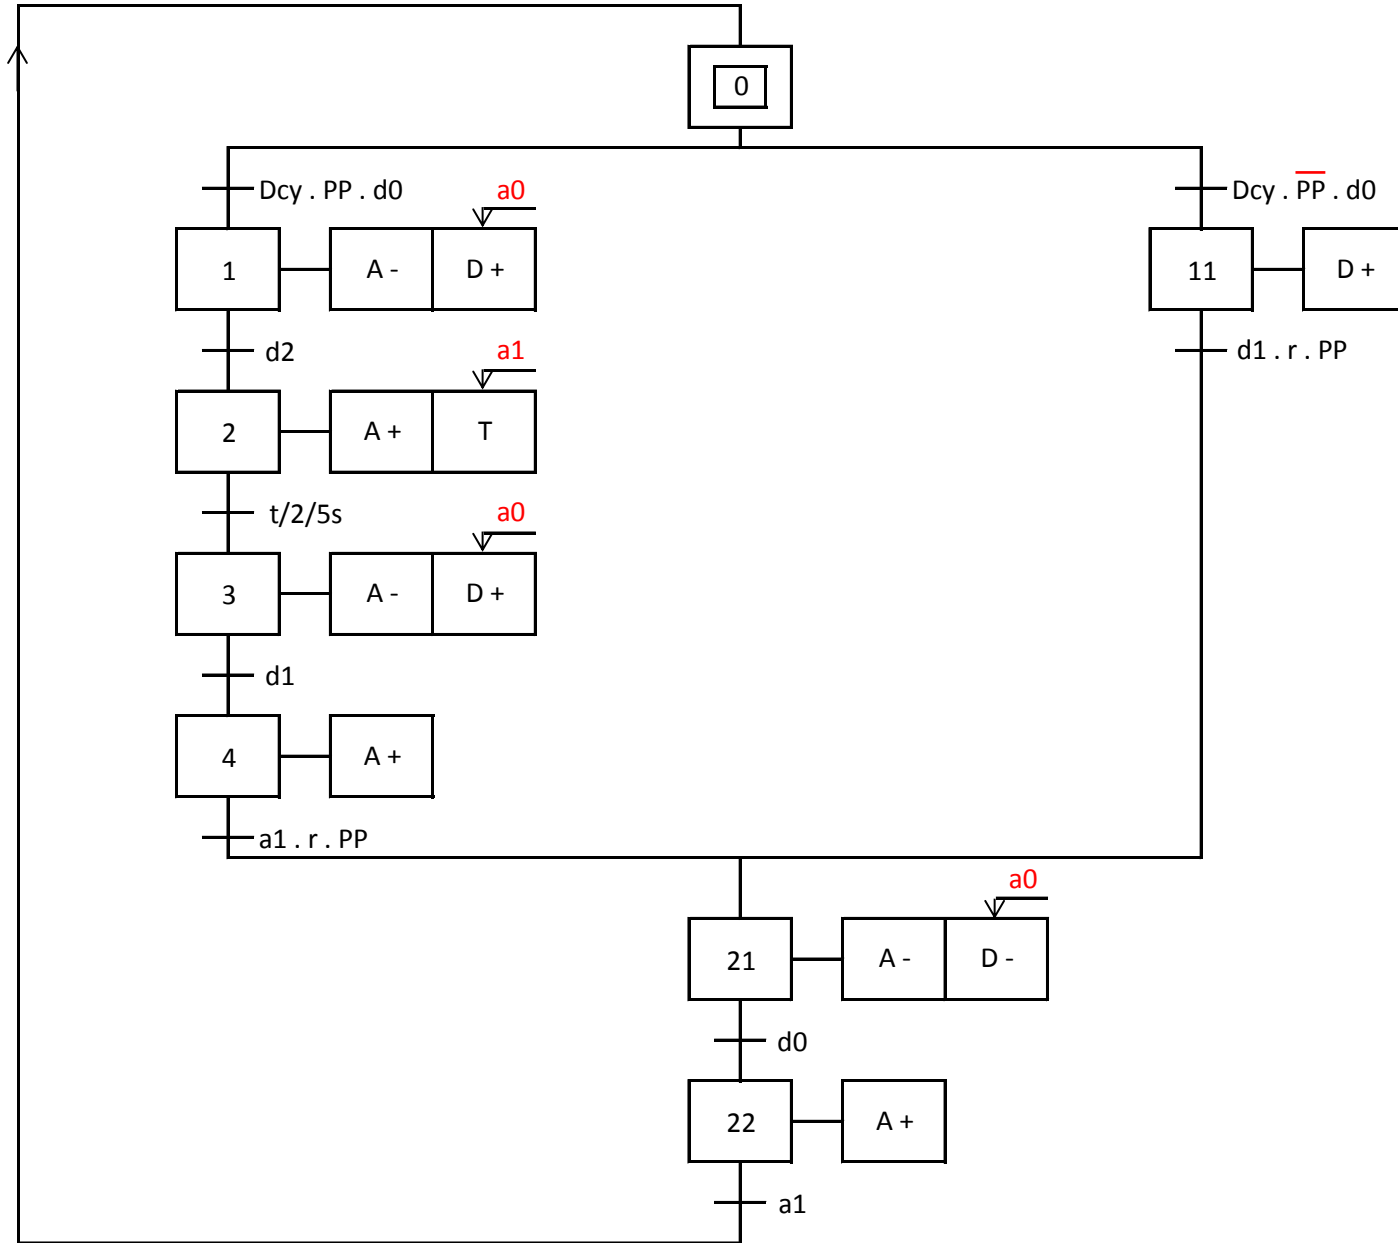 0
Dcy . PP . d0
a0
Dcy . P̅P̅ . d0
1
A -
D +
11
D +
d2
a1
d1 . r . PP
2
A +
T
t/2/5s
a0
3
A -
D +
d1
4
A +
a1 . r . PP
a0
21
A -
D -
d0
22
A +
a1